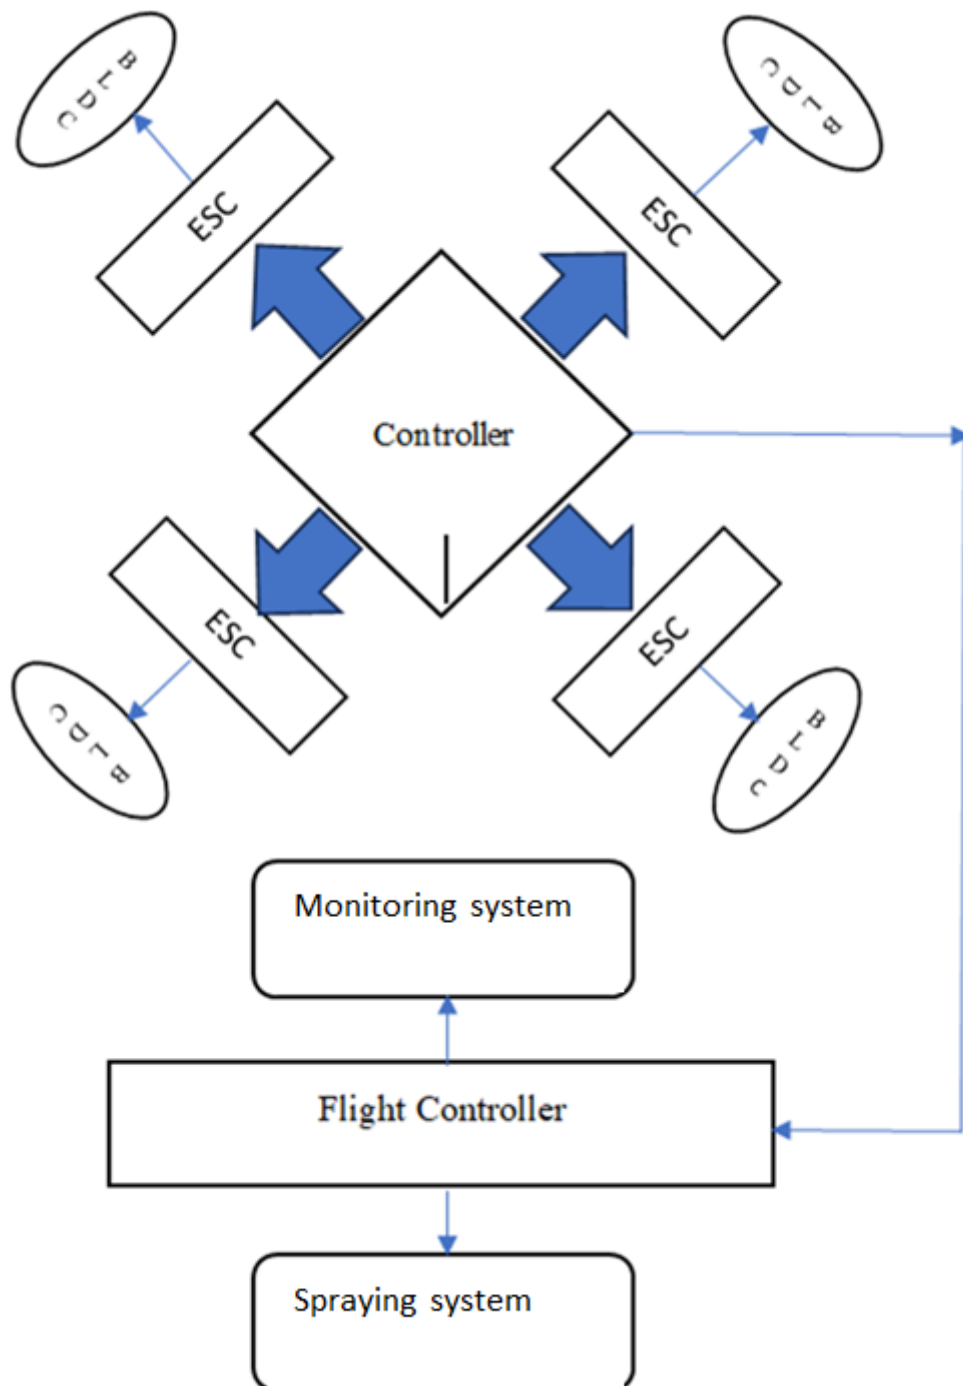 BLDC
BLDC
ESC
ESC
Controller
ESC
ESC
BLDC
BLDC
Monitoring system
Flight Controller
Spraying system